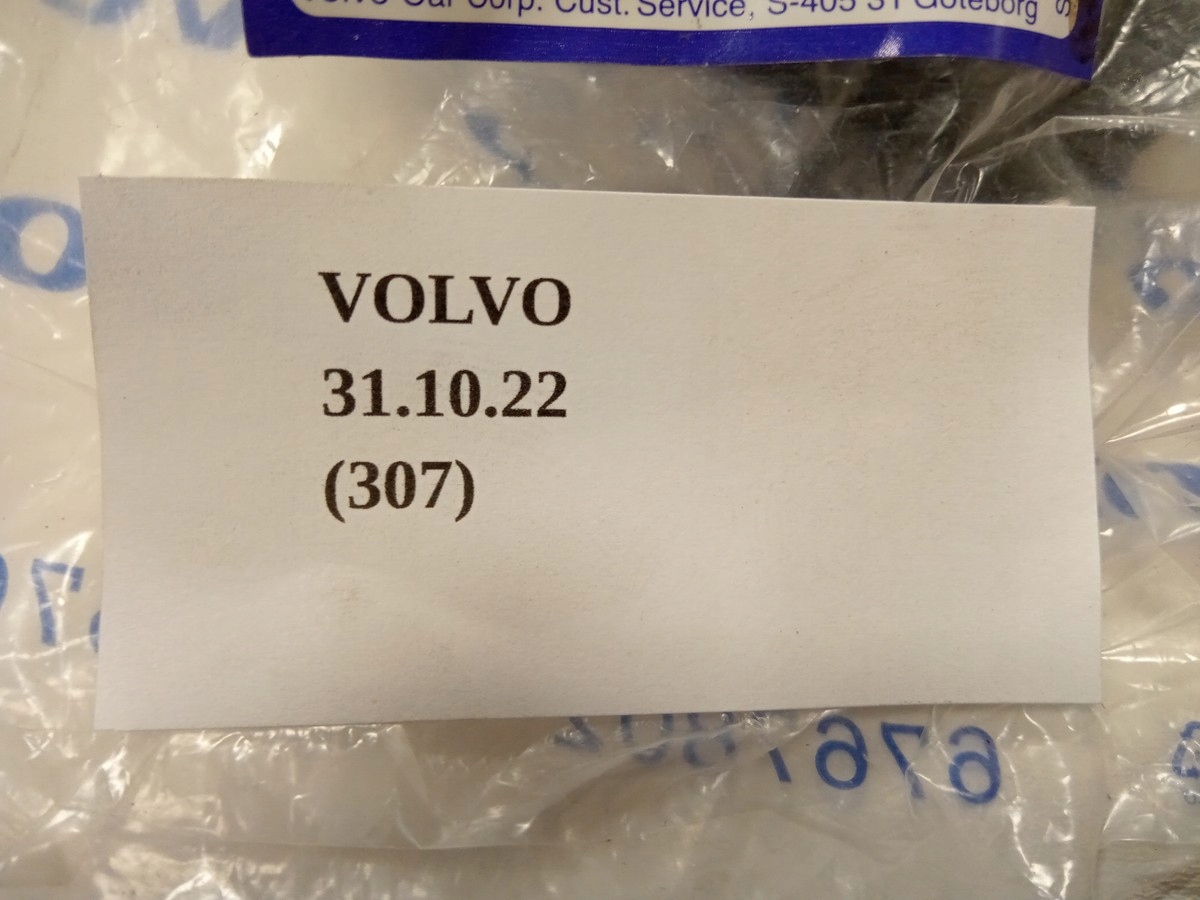 Volvo Car Corp. Cust. Service, S-405 31 Göteborg
VOLVO
31.10.22
(307)